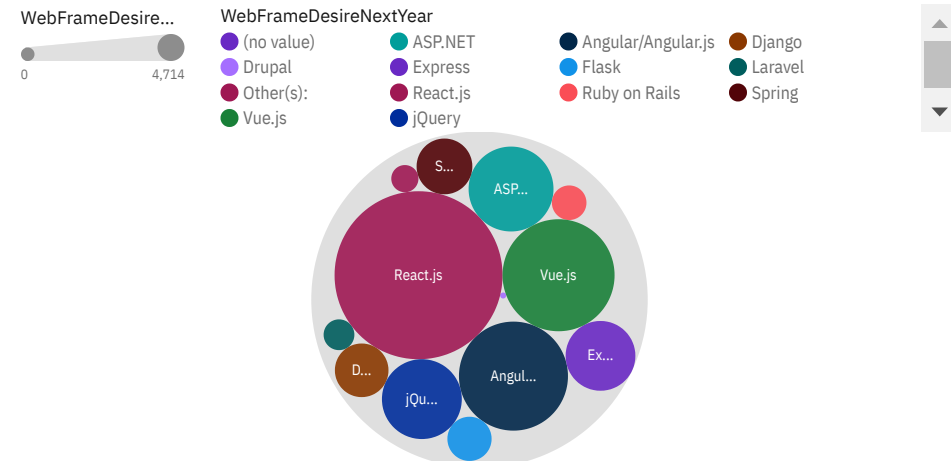 WebFrameDesire...
0 4,714
WebFrameDesireNextYear
(no value) ASP.NET Angular/Angular.js Django
Drupal Express Flask Laravel
Other(s): React.js Ruby on Rails Spring
Vue.js jQuery
S...
ASP...
React.js
Vue.js
Ex...
D...
Angul...
jQu...